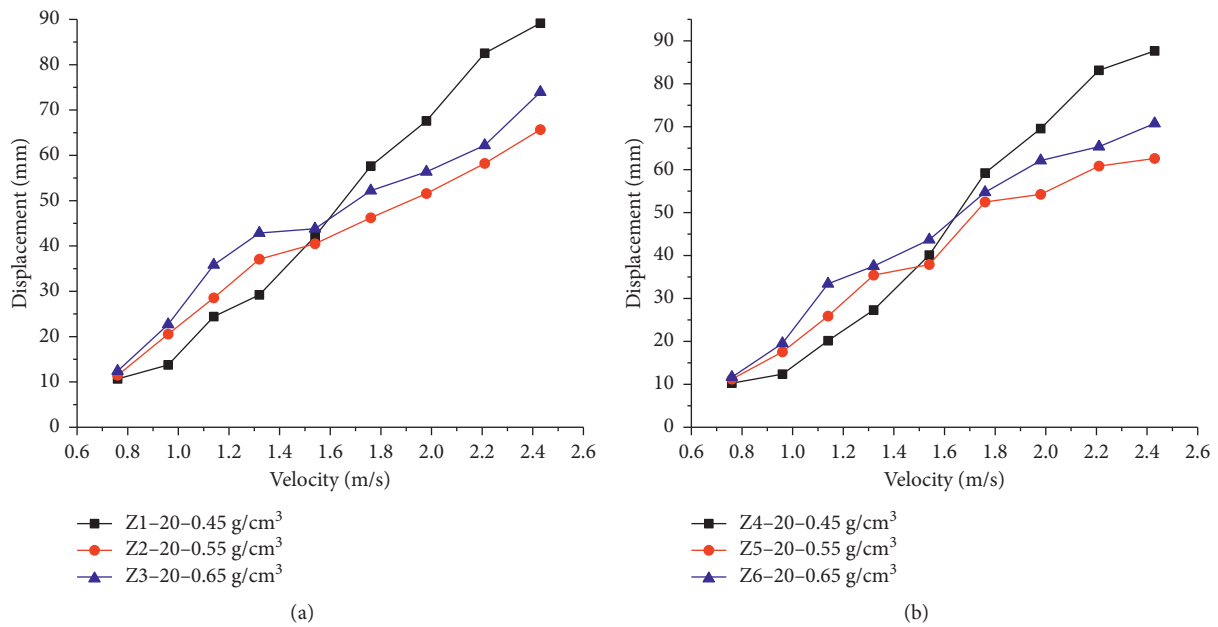 90
80
70
60
50
40
30
20
10
0
Displacement (mm)
0.6 0.8 1.0 1.2 1.4 1.6 1.8 2.0 2.2 2.4 2.6
Velocity (m/s)
Z1–20–0.45 g/cm³
Z2–20–0.55 g/cm³
Z3–20–0.65 g/cm³
(a)
90
80
70
60
50
40
30
20
10
0
Displacement (mm)
0.6 0.8 1.0 1.2 1.4 1.6 1.8 2.0 2.2 2.4 2.6
Velocity (m/s)
Z4–20–0.45 g/cm³
Z5–20–0.55 g/cm³
Z6–20–0.65 g/cm³
(b)